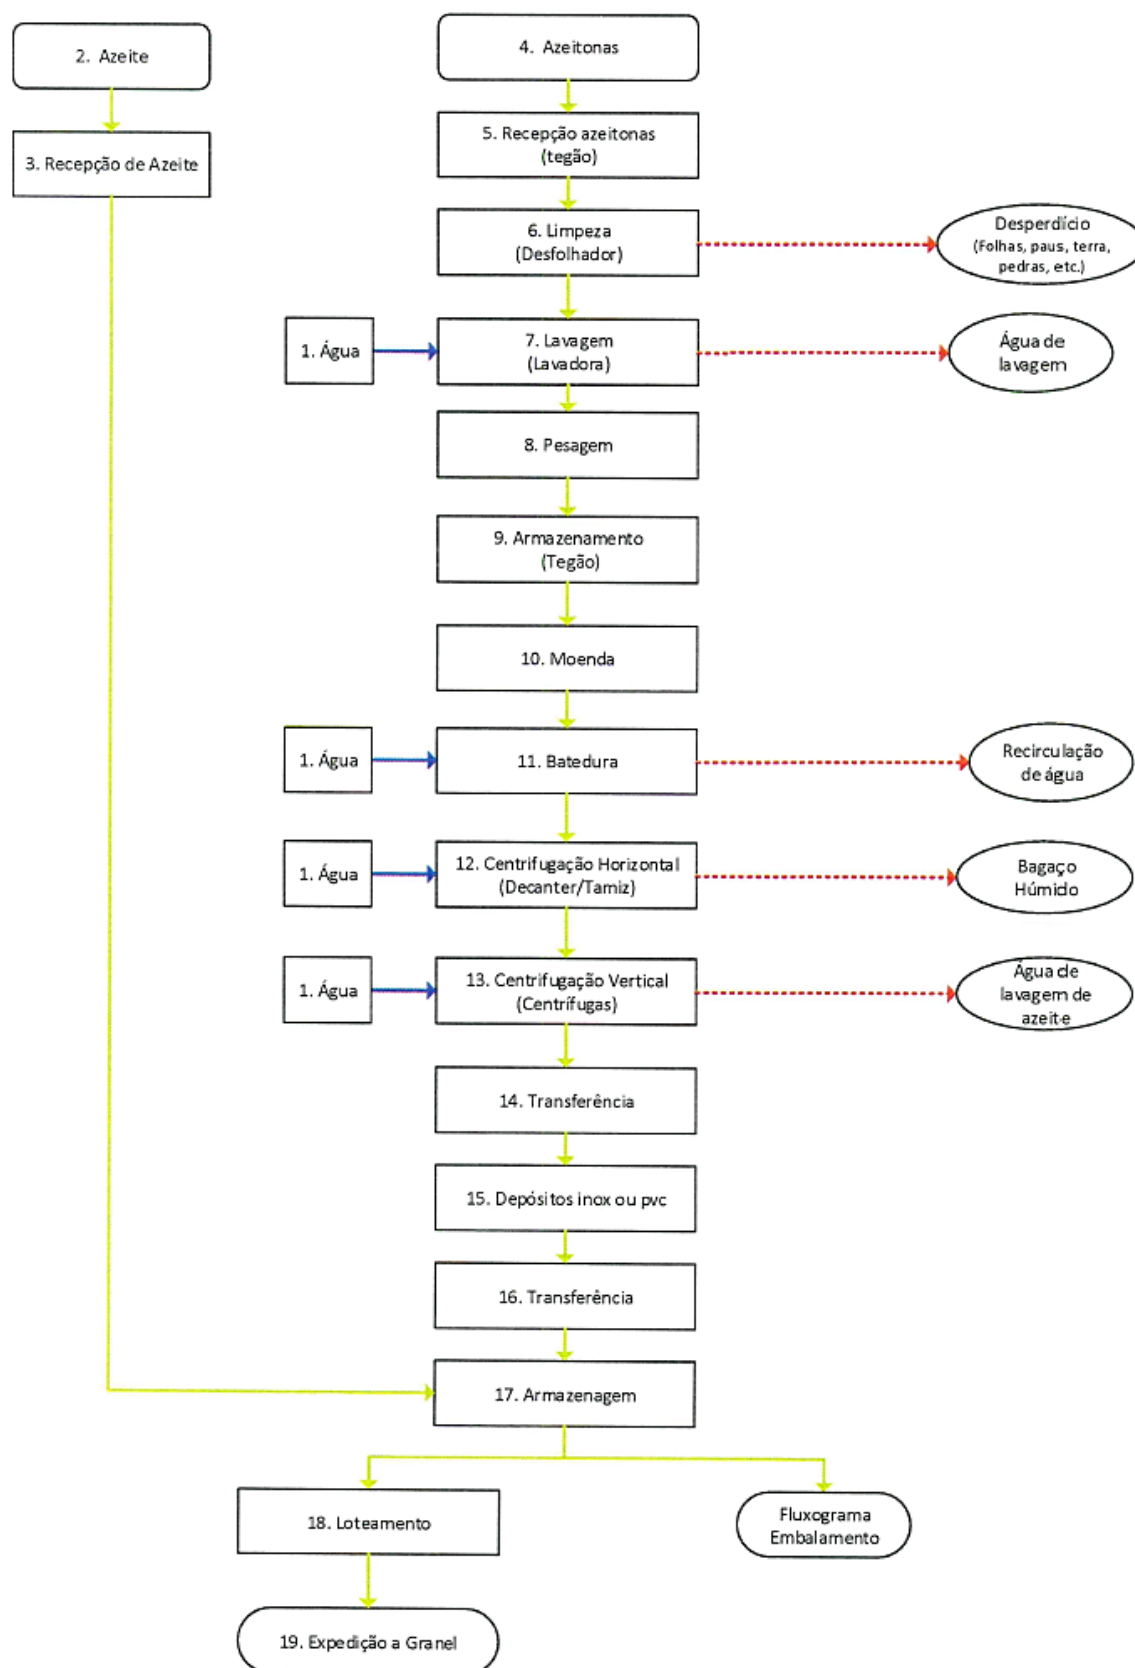 2. Azeite
4. Azeitonas
3. Recepção de Azeite
5. Recepção azeitonas
(tegão)
6. Limpeza
(Desfolhador)
Desperdício
(Folhas, paus, terra,
pedras, etc.)
1. Água
7. Lavagem
(Lavadora)
Água de
lavagem
8. Pesagem
9. Armazenamento
(Tegão)
10. Moenda
1. Água
11. Batedura
Recirculação
de água
1. Água
12. Centrifugação Horizontal
(Decanter/Tamiz)
Bagaço
Húmido
1. Água
13. Centrifugação Vertical
(Centrífugas)
Água de
lavagem de
azeite
14. Transferência
15. Depósitos inox ou pvc
16. Transferência
17. Armazenagem
18. Loteamento
Fluxograma
Embalamento
19. Expedição a Granel